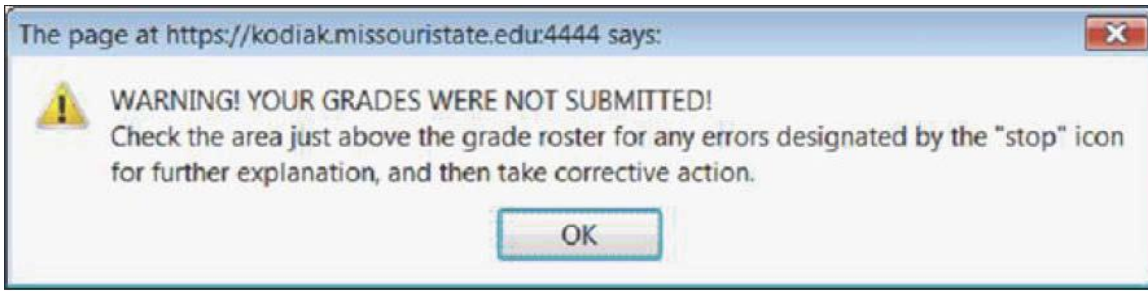 The page at https://kodiak.missouristate.edu:4444 says:
WARNING! YOUR GRADES WERE NOT SUBMITTED!
Check the area just above the grade roster for any errors designated by the "stop" icon
for further explanation, and then take corrective action.
OK